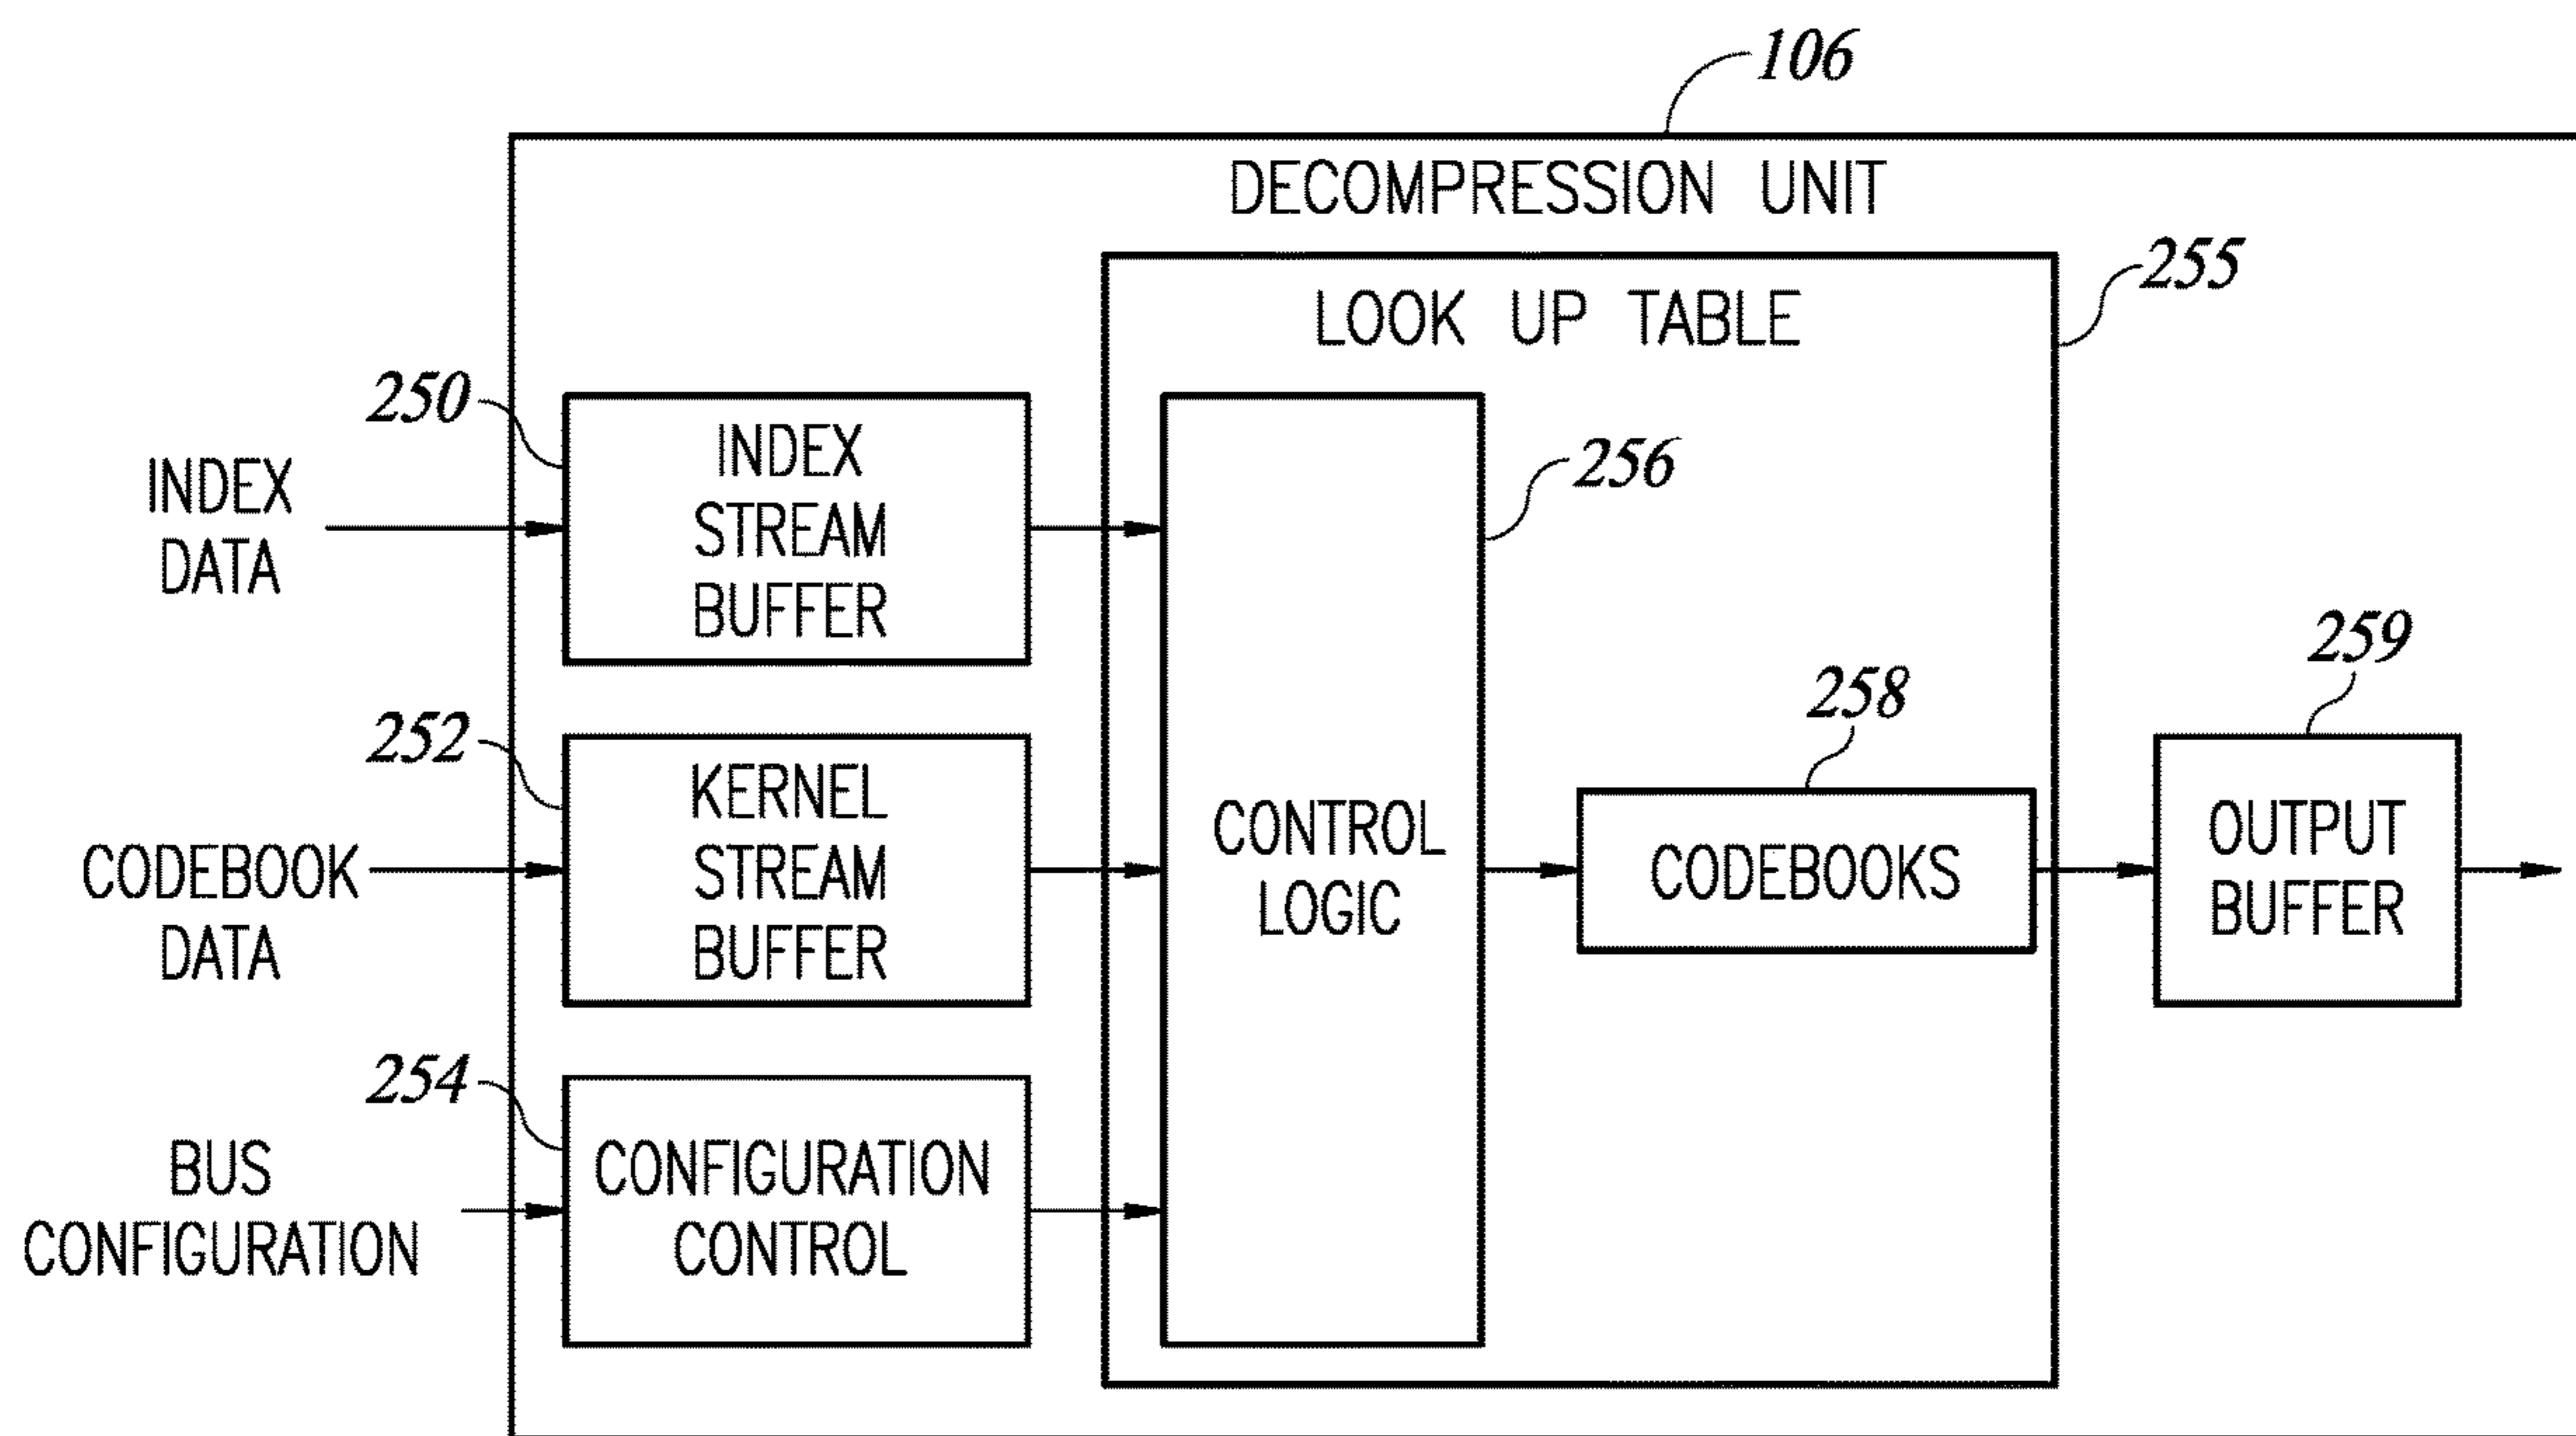 106
DECOMPRESSION UNIT
255
LOOK UP TABLE
250
INDEX
STREAM
BUFFER
INDEX
DATA
256
252
KERNEL
STREAM
BUFFER
CODEBOOK
DATA
CONTROL
LOGIC
258
CODEBOOKS
259
OUTPUT
BUFFER
254
CONFIGURATION
CONTROL
BUS
CONFIGURATION